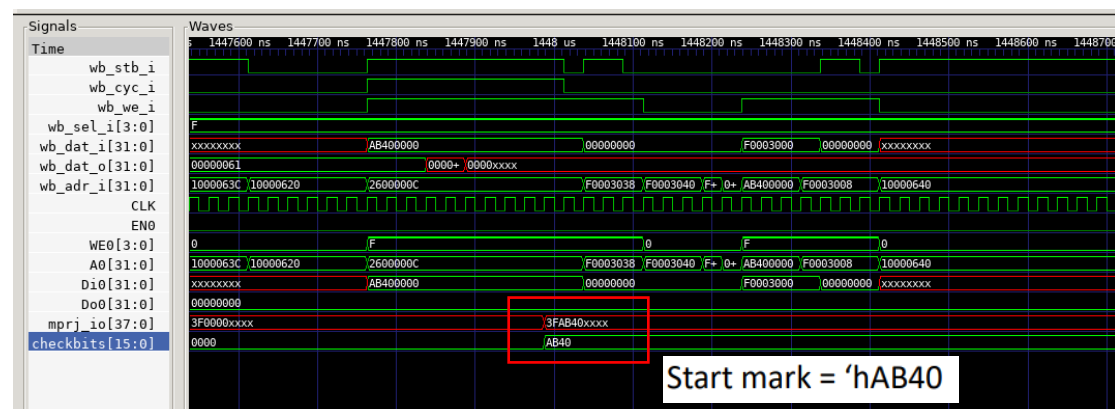 Signals Waves
Time s 1447600 ns 1447700 ns 1447800 ns 1447900 ns 1448 us 1448100 ns 1448200 ns 1448300 ns 1448400 ns 1448500 ns 1448600 ns 1448700
wb_stb_i
wb_cyc_i
wb_we_i
wb_sel_i[3:0] F
wb_dat_i[31:0] xxxxxxxx AB400000 00000000 F0003000 00000000 xxxxxxxx
wb_dat_o[31:0] 00000061 0000+ 0000xxxx
wb_adr_i[31:0] 1000063C 10000620 2600000C F0003038 F0003040 F+ 0+ AB400000 F0003008 10000640
CLK
EN0
WE0[3:0] 0 F 0 F 0
A0[31:0] 1000063C 10000620 2600000C F0003038 F0003040 F+ 0+ AB400000 F0003008 10000640
Di0[31:0] xxxxxxxx AB400000 00000000 F0003000 00000000 xxxxxxxx
Do0[31:0] 00000000
mprj_io[37:0] 3F0000xxxx 3FAB40xxxx
checkbits[15:0] 0000 AB40
Start mark = ‘hAB40